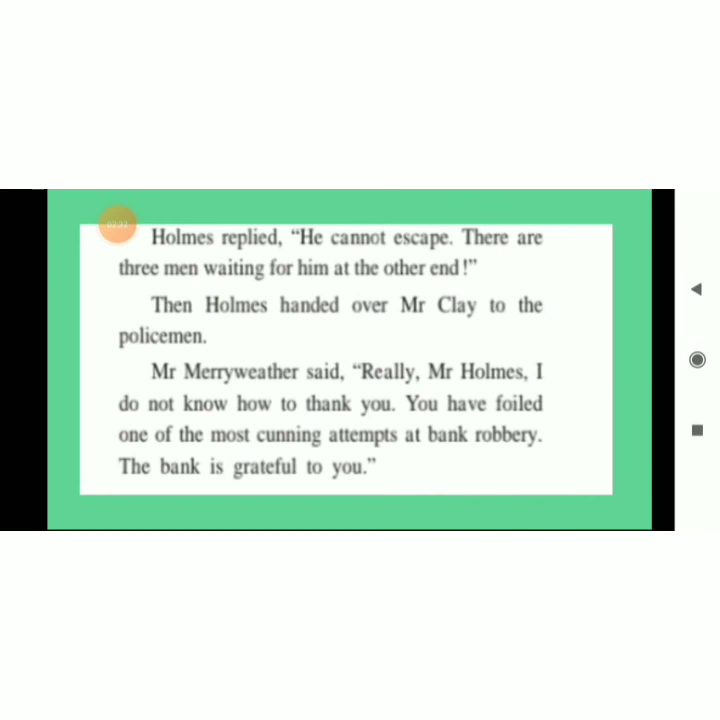 Holmes replied, “He cannot escape. There are
three men waiting for him at the other end !”
Then Holmes handed over Mr Clay to the
policemen.
Mr Merryweather said, “Really, Mr Holmes, I
do not know how to thank you. You have foiled
one of the most cunning attempts at bank robbery.
The bank is grateful to you.”